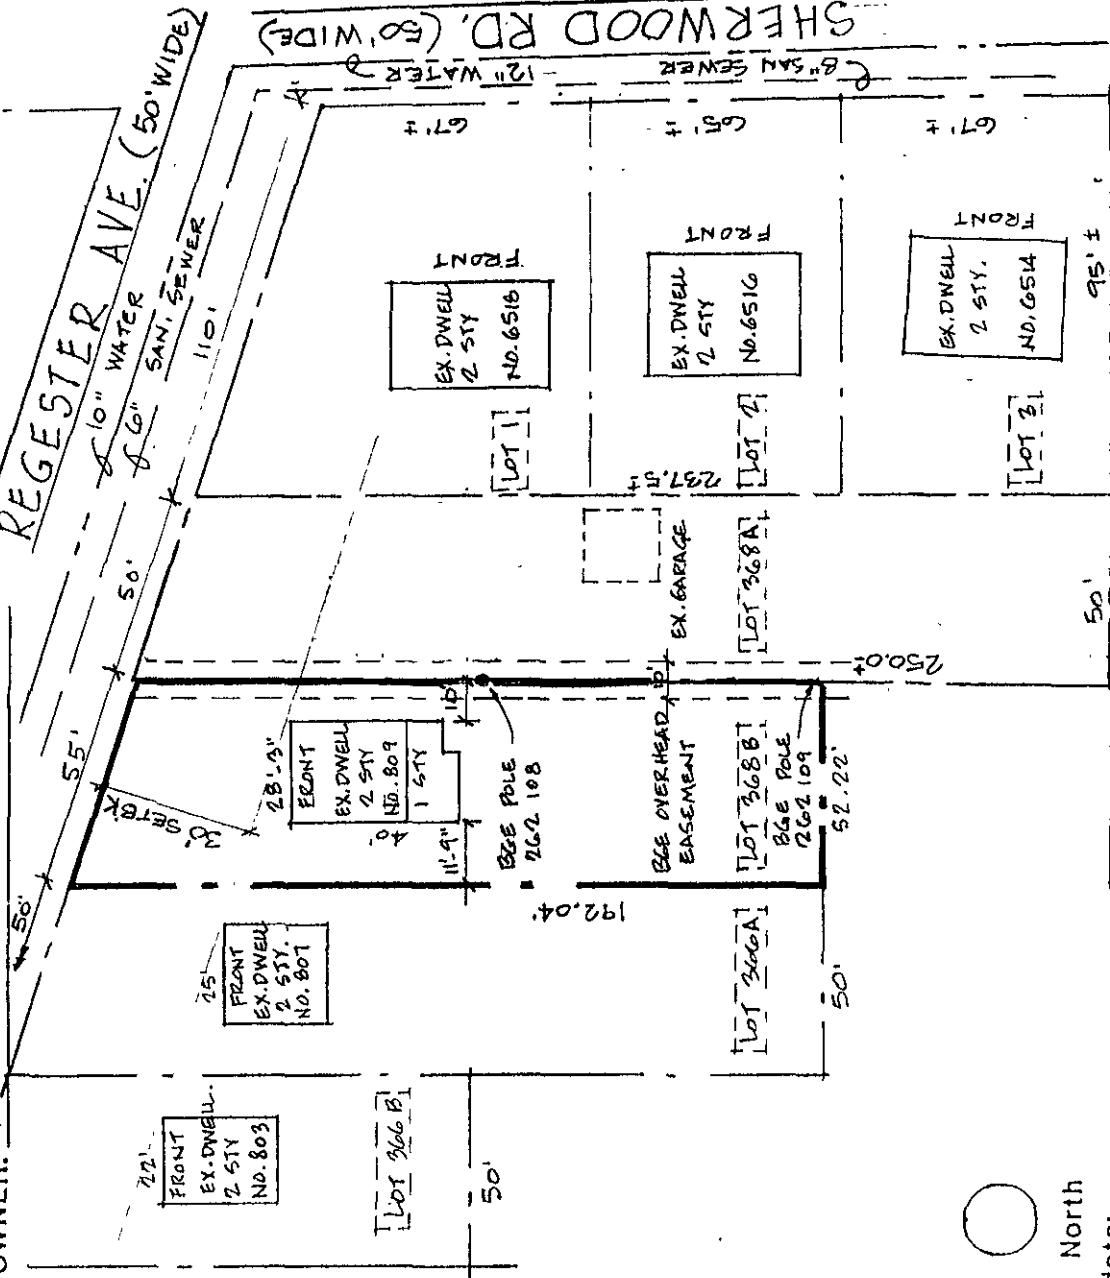 REGESTER AVE. (50' WIDE)
SHERWOOD RD. (50' WIDE)
12" WATER
8" SAN SEWER
10" WATER
6" SAN. SEWER
110'
50'
55'
50'
67' ±
65' ±
67' ±
FRONT
EX. DWELL
2 STY
NO. 6518
LOT 1
FRONT
EX. DWELL
2 STY
NO. 6516
LOT 2
FRONT
EX. DWELL
2 STY.
NO. 6514
LOT 3
95' ±
237.5±
EX. GARAGE
LOT 368A
50'
250.0±
SETBK
28'-3"
FRONT
EX. DWELL
2 STY
NO. 809
1 STY
40'
10'
11'-9"
BGE POLE
262 108
10'
BGE OVERHEAD
EASEMENT
LOT 368B
BGE POLE
262 109
52.22'
192.04'
25'
FRONT
EX. DWELL
2 STY.
NO. 807
LOT 366A
50'
22'
FRONT
EX. DWELL.
2 STY
NO. 803
LOT 366 B
50'
OWNER:
North